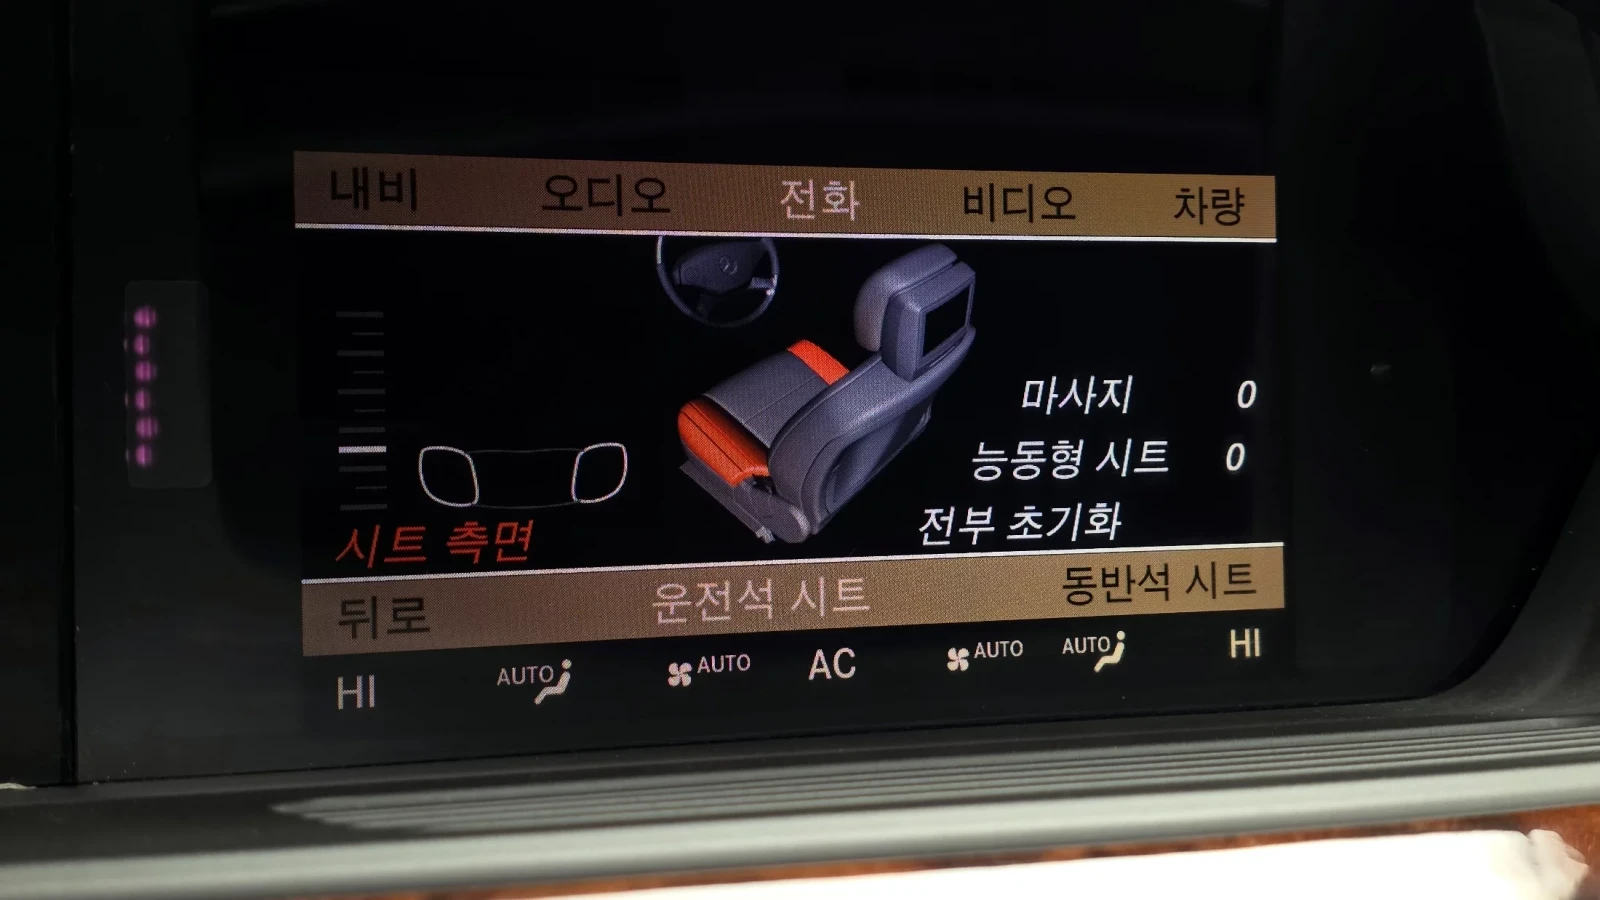 내비 오디오 전화 비디오 차량
마사지 0
능동형 시트 0
전부 초기화
시트 측면
뒤로 운전석 시트 동반석 시트
HI AUTO AUTO AC AUTO AUTO HI